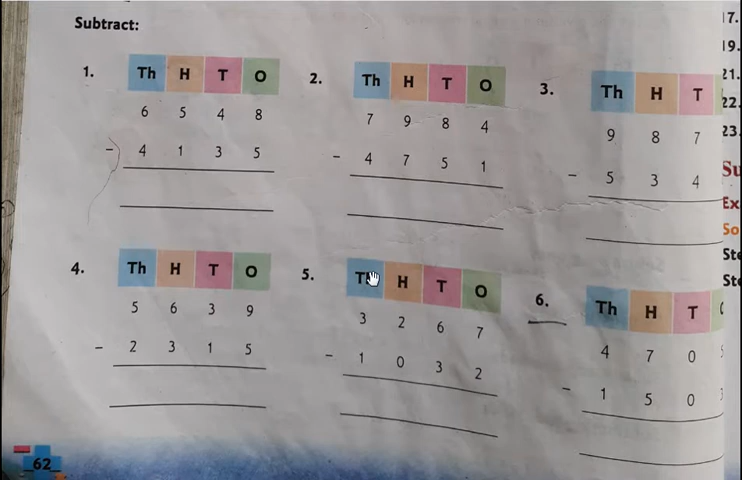 Subtract:
1. Th H T O
6 5 4 8
- 4 1 3 5
2. Th H T O
7 9 8 4
- 4 7 5 1
3. Th H T
9 8 7
- 5 3 4
4. Th H T O
5 6 3 9
- 2 3 1 5
5. H T O
3 2 6 7
- 1 0 3 2
6. Th H T
4 7 0
- 1 5 0
17.
19.
21.
22.
23.
Su
Ex
So
Ste
Ste
62